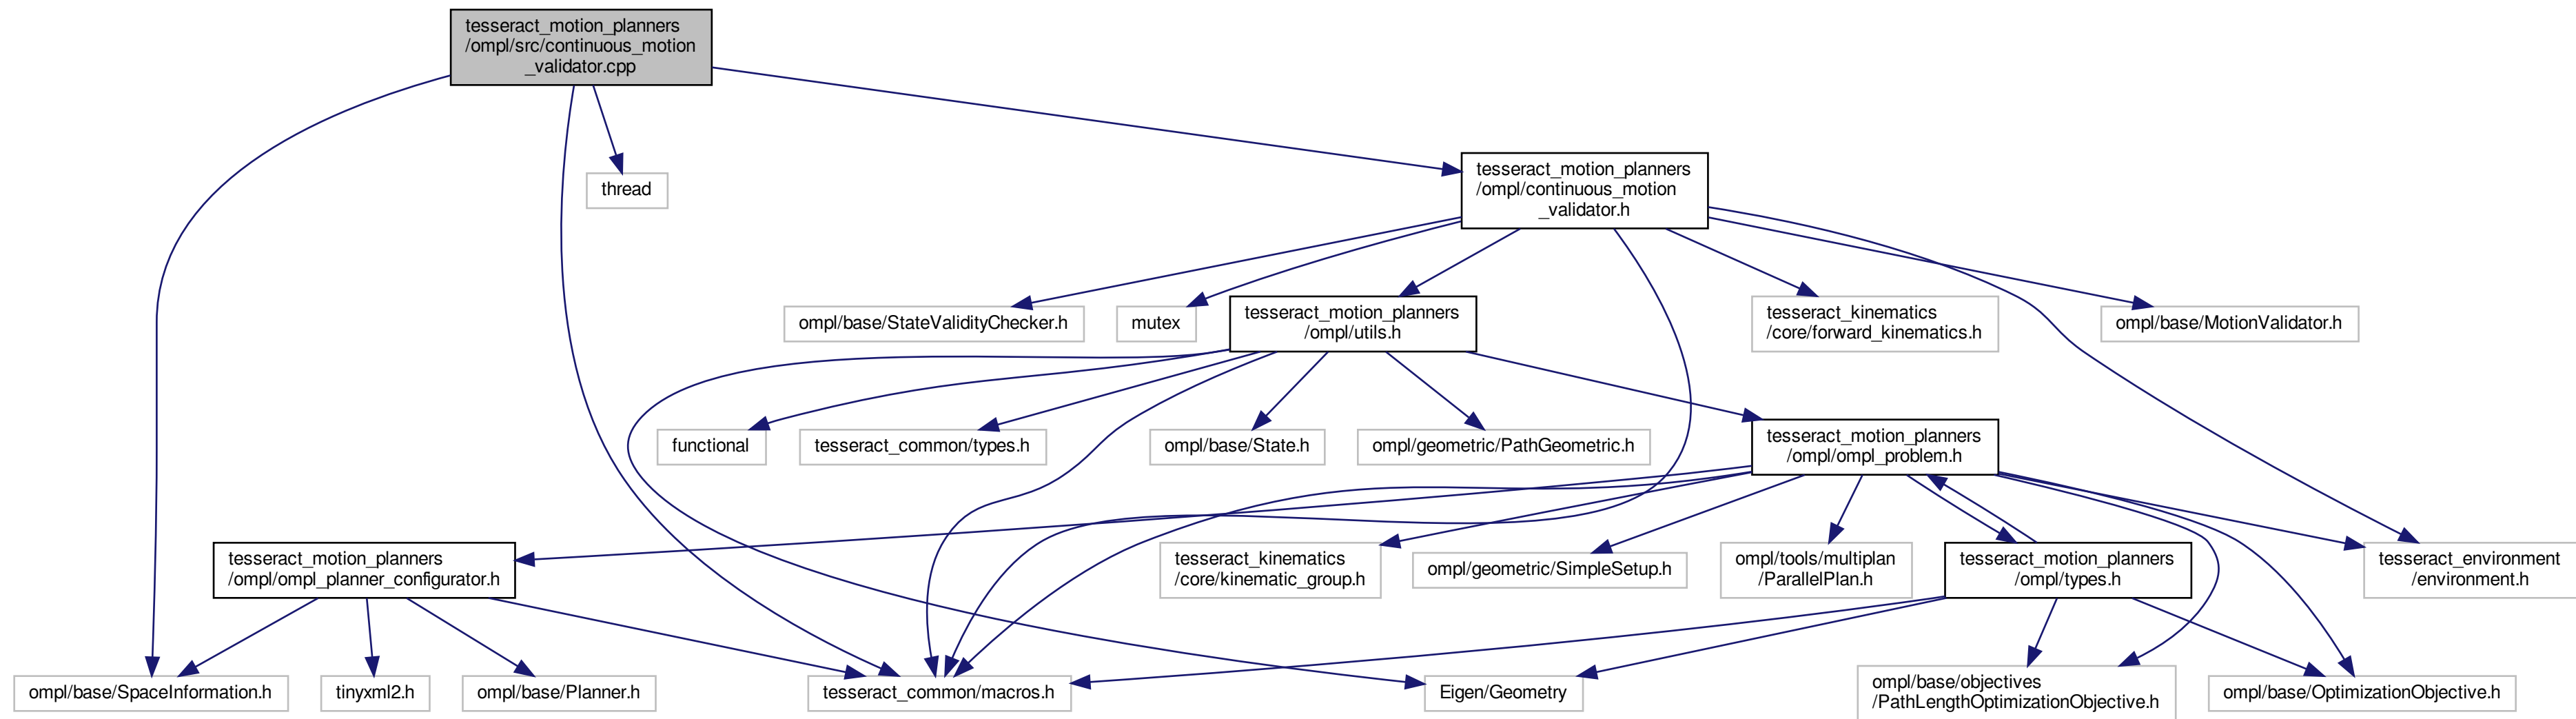 tesseract_motion_planners
/ompl/src/continuous_motion
_validator.cpp
thread
tesseract_motion_planners
/ompl/continuous_motion
_validator.h
ompl/base/StateValidityChecker.h
mutex
tesseract_motion_planners
/ompl/utils.h
tesseract_kinematics
/core/forward_kinematics.h
ompl/base/MotionValidator.h
functional
tesseract_common/types.h
ompl/base/State.h
ompl/geometric/PathGeometric.h
tesseract_motion_planners
/ompl/ompl_problem.h
tesseract_motion_planners
/ompl/ompl_planner_configurator.h
tesseract_kinematics
/core/kinematic_group.h
ompl/geometric/SimpleSetup.h
ompl/tools/multiplan
/ParallelPlan.h
tesseract_motion_planners
/ompl/types.h
tesseract_environment
/environment.h
ompl/base/SpaceInformation.h
tinyxml2.h
ompl/base/Planner.h
tesseract_common/macros.h
Eigen/Geometry
ompl/base/objectives
/PathLengthOptimizationObjective.h
ompl/base/OptimizationObjective.h